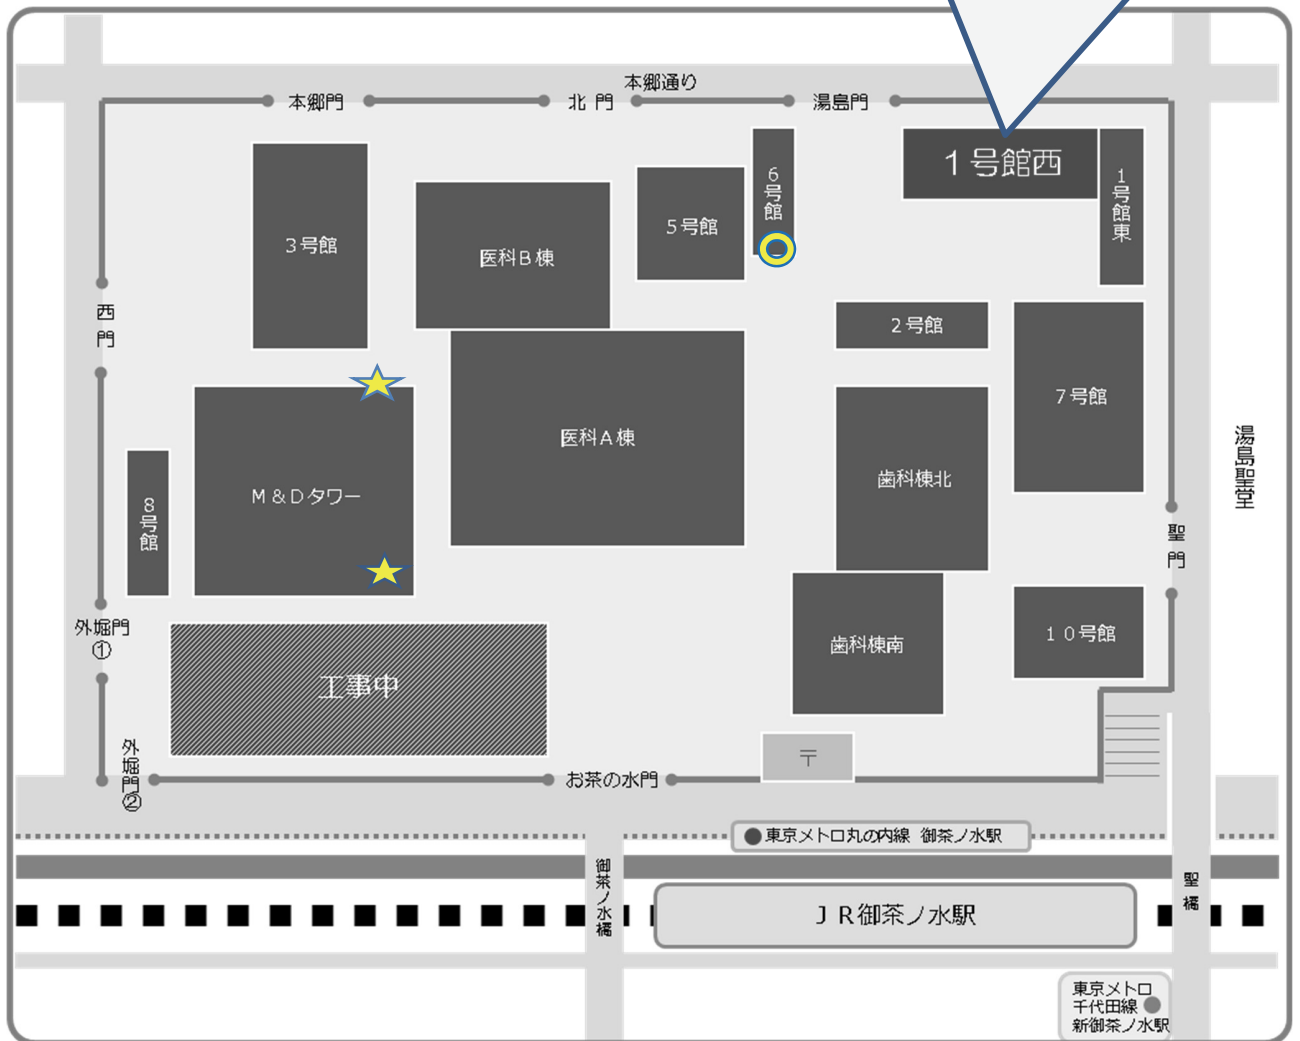 本郷通り
本郷門
北 門
湯島門
１号館西
１号館東
６号館
５号館
３号館
医科Ｂ棟
西門
２号館
７号館
医科Ａ棟
湯島聖堂
歯科棟北
Ｍ＆Ｄタワー
８号館
聖門
外堀門
①
１０号館
歯科棟南
工事中
外堀門②
〒
お茶の水門
東京メトロ丸の内線 御茶ノ水駅
御茶ノ水橋
聖橋
ＪＲ御茶ノ水駅
東京メトロ
千代田線
新御茶ノ水駅